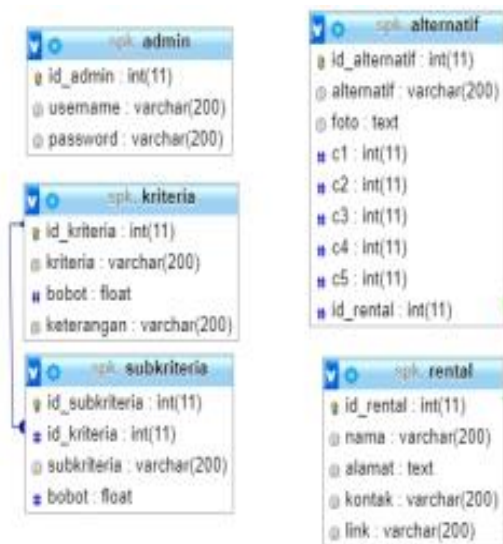 spk admin
id_admin : int(11)
username : varchar(200)
password : varchar(200)
spk kriteria
id_kriteria : int(11)
kriteria : varchar(200)
bobot : float
keterangan : varchar(200)
spk subkriteria
id_subkriteria : int(11)
id_kriteria : int(11)
subkriteria : varchar(200)
bobot : float
spk alternatif
id_alternatif : int(11)
alternatif : varchar(200)
foto : text
c1 : int(11)
c2 : int(11)
c3 : int(11)
c4 : int(11)
c5 : int(11)
id_rental : int(11)
spk rental
id_rental : int(11)
nama : varchar(200)
alamat : text
kontak : varchar(200)
link : varchar(200)